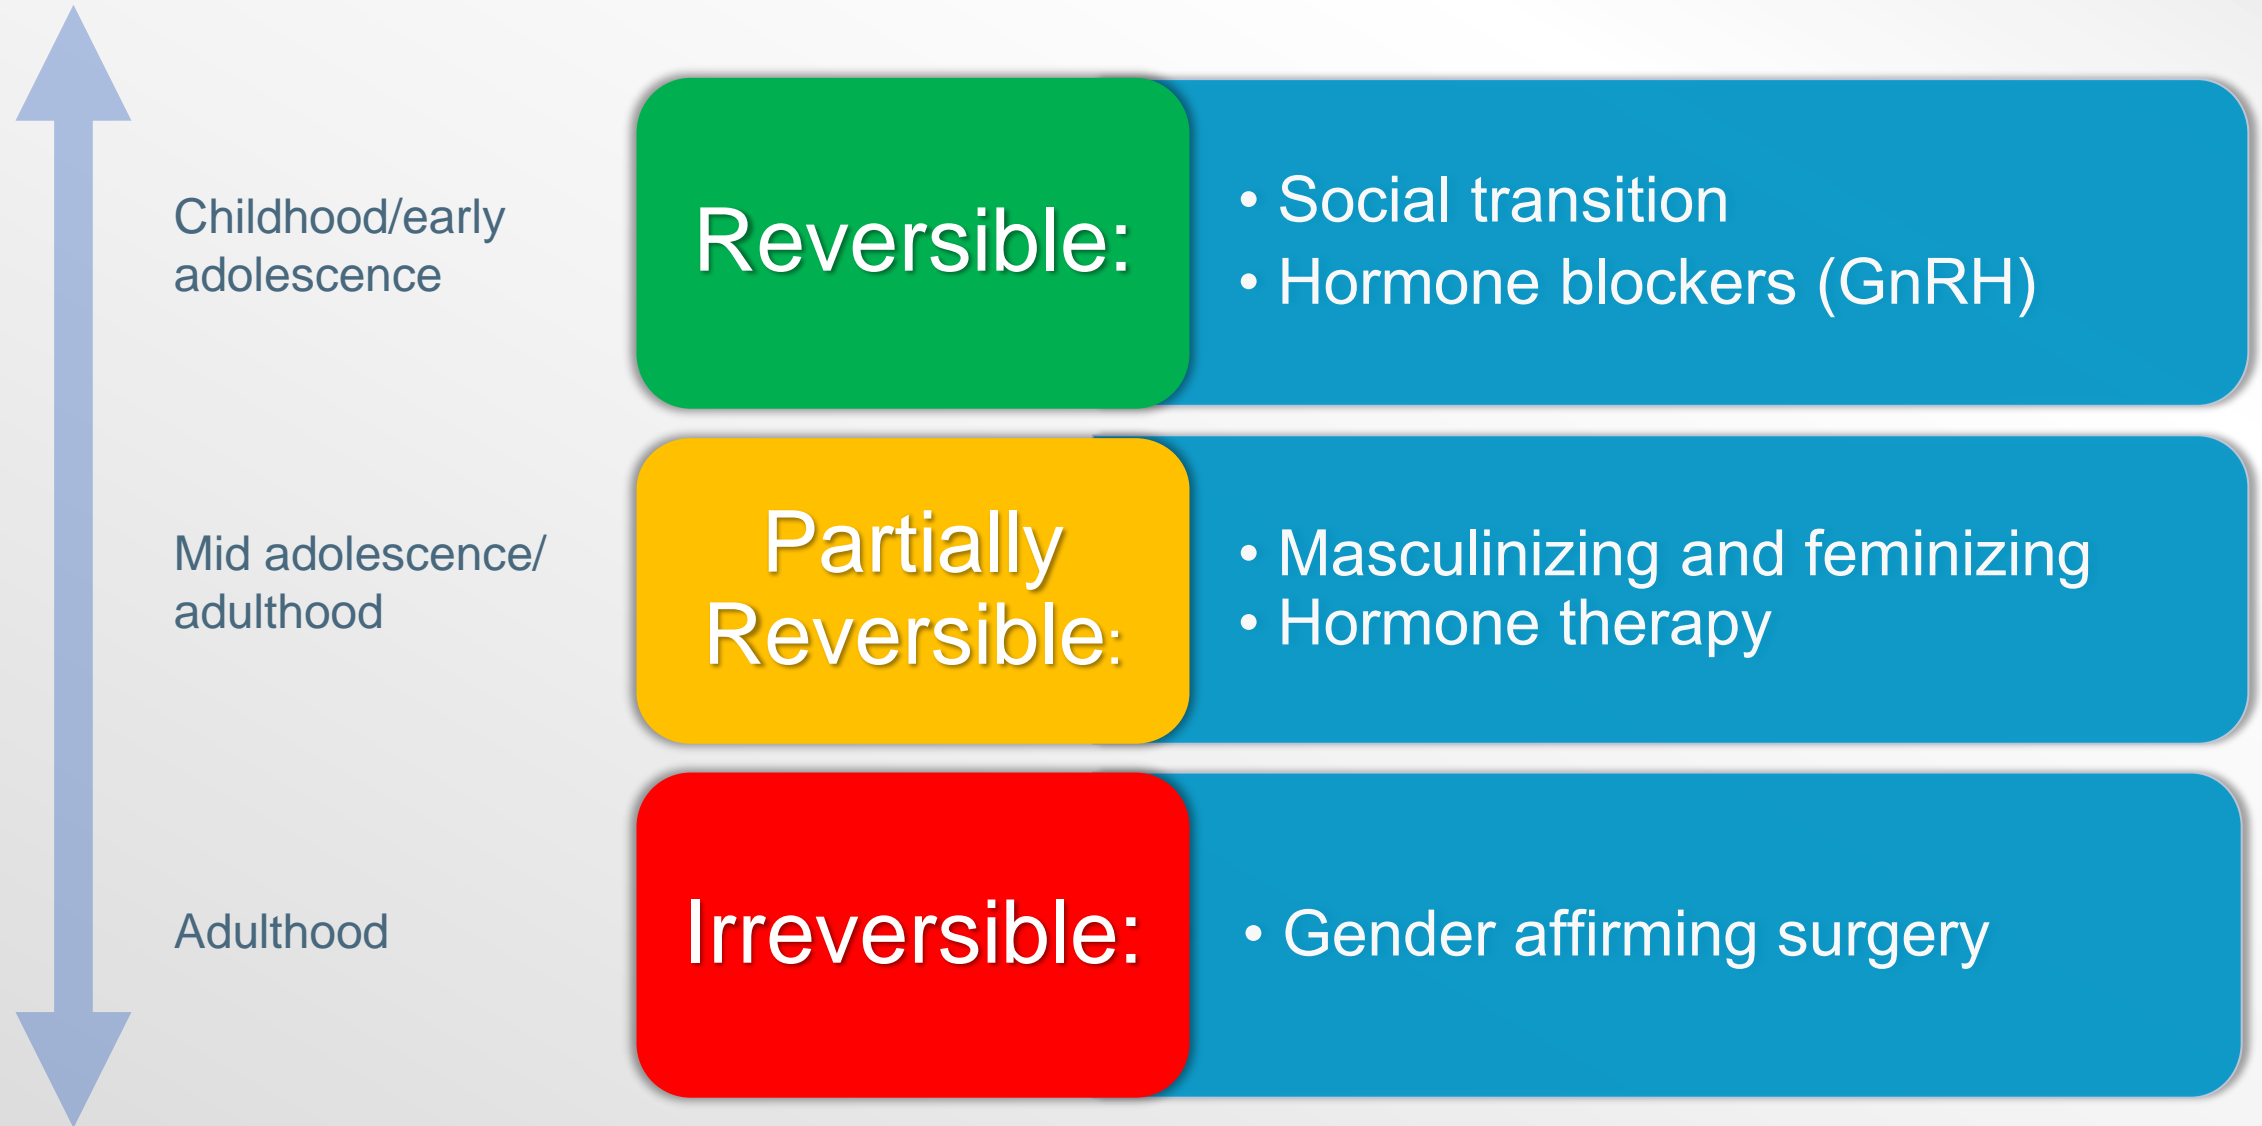 Childhood/early
adolescence
Reversible:
• Social transition
• Hormone blockers (GnRH)
Mid adolescence/
adulthood
Partially
Reversible:
• Masculinizing and feminizing
• Hormone therapy
Adulthood
Irreversible:
• Gender affirming surgery